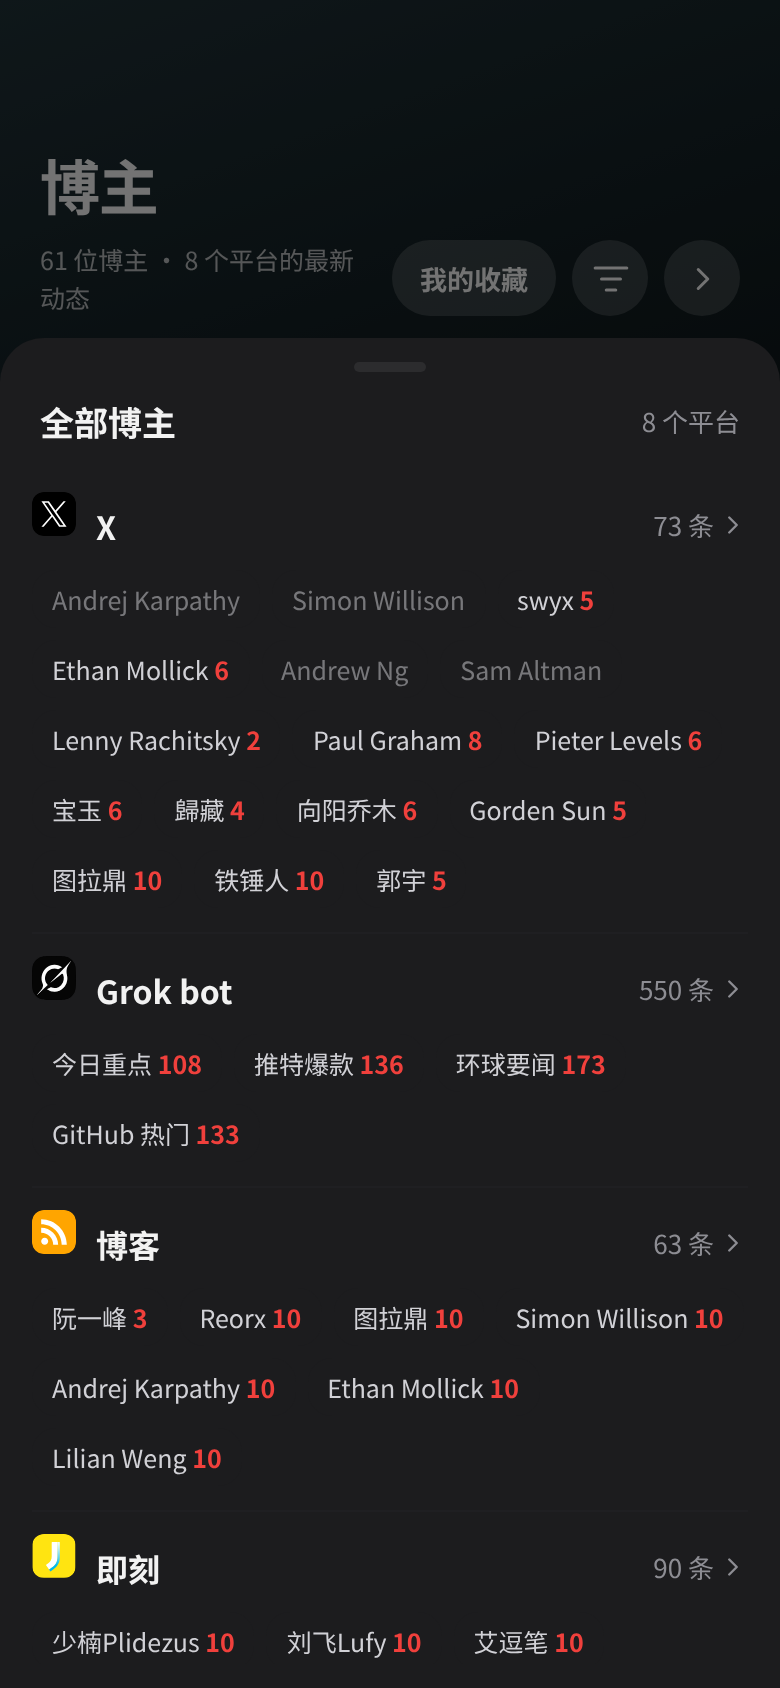 博主
61 位博主 · 8 个平台的最新
动态
我的收藏
全部博主 8 个平台
X 73 条
Andrej Karpathy Simon Willison swyx 5
Ethan Mollick 6 Andrew Ng Sam Altman
Lenny Rachitsky 2 Paul Graham 8 Pieter Levels 6
宝玉 6 歸藏 4 向阳乔木 6 Gorden Sun 5
图拉鼎 10 铁锤人 10 郭宇 5
Grok bot 550 条
今日重点 108 推特爆款 136 环球要闻 173
GitHub 热门 133
博客 63 条
阮一峰 3 Reorx 10 图拉鼎 10 Simon Willison 10
Andrej Karpathy 10 Ethan Mollick 10
Lilian Weng 10
即刻 90 条
少楠Plidezus 10 刘飞Lufy 10 艾逗笔 10